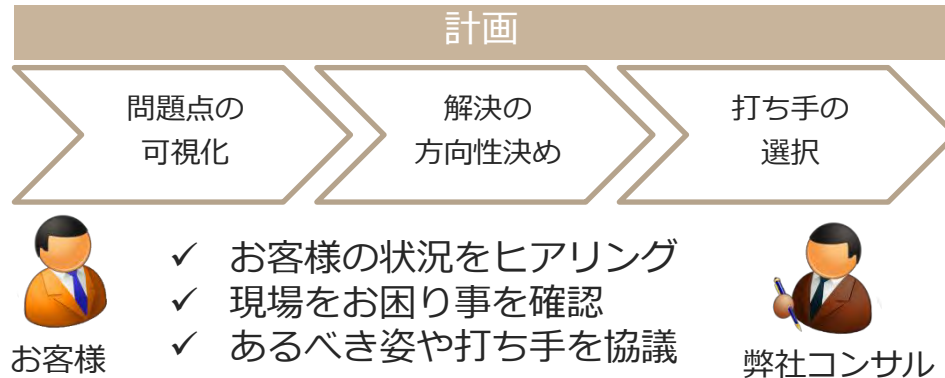 計画
問題点の
可視化
解決の
方向性決め
打ち手の
選択
✓ お客様の状況をヒアリング
✓ 現場をお困り事を確認
✓ あるべき姿や打ち手を協議
お客様
弊社コンサル